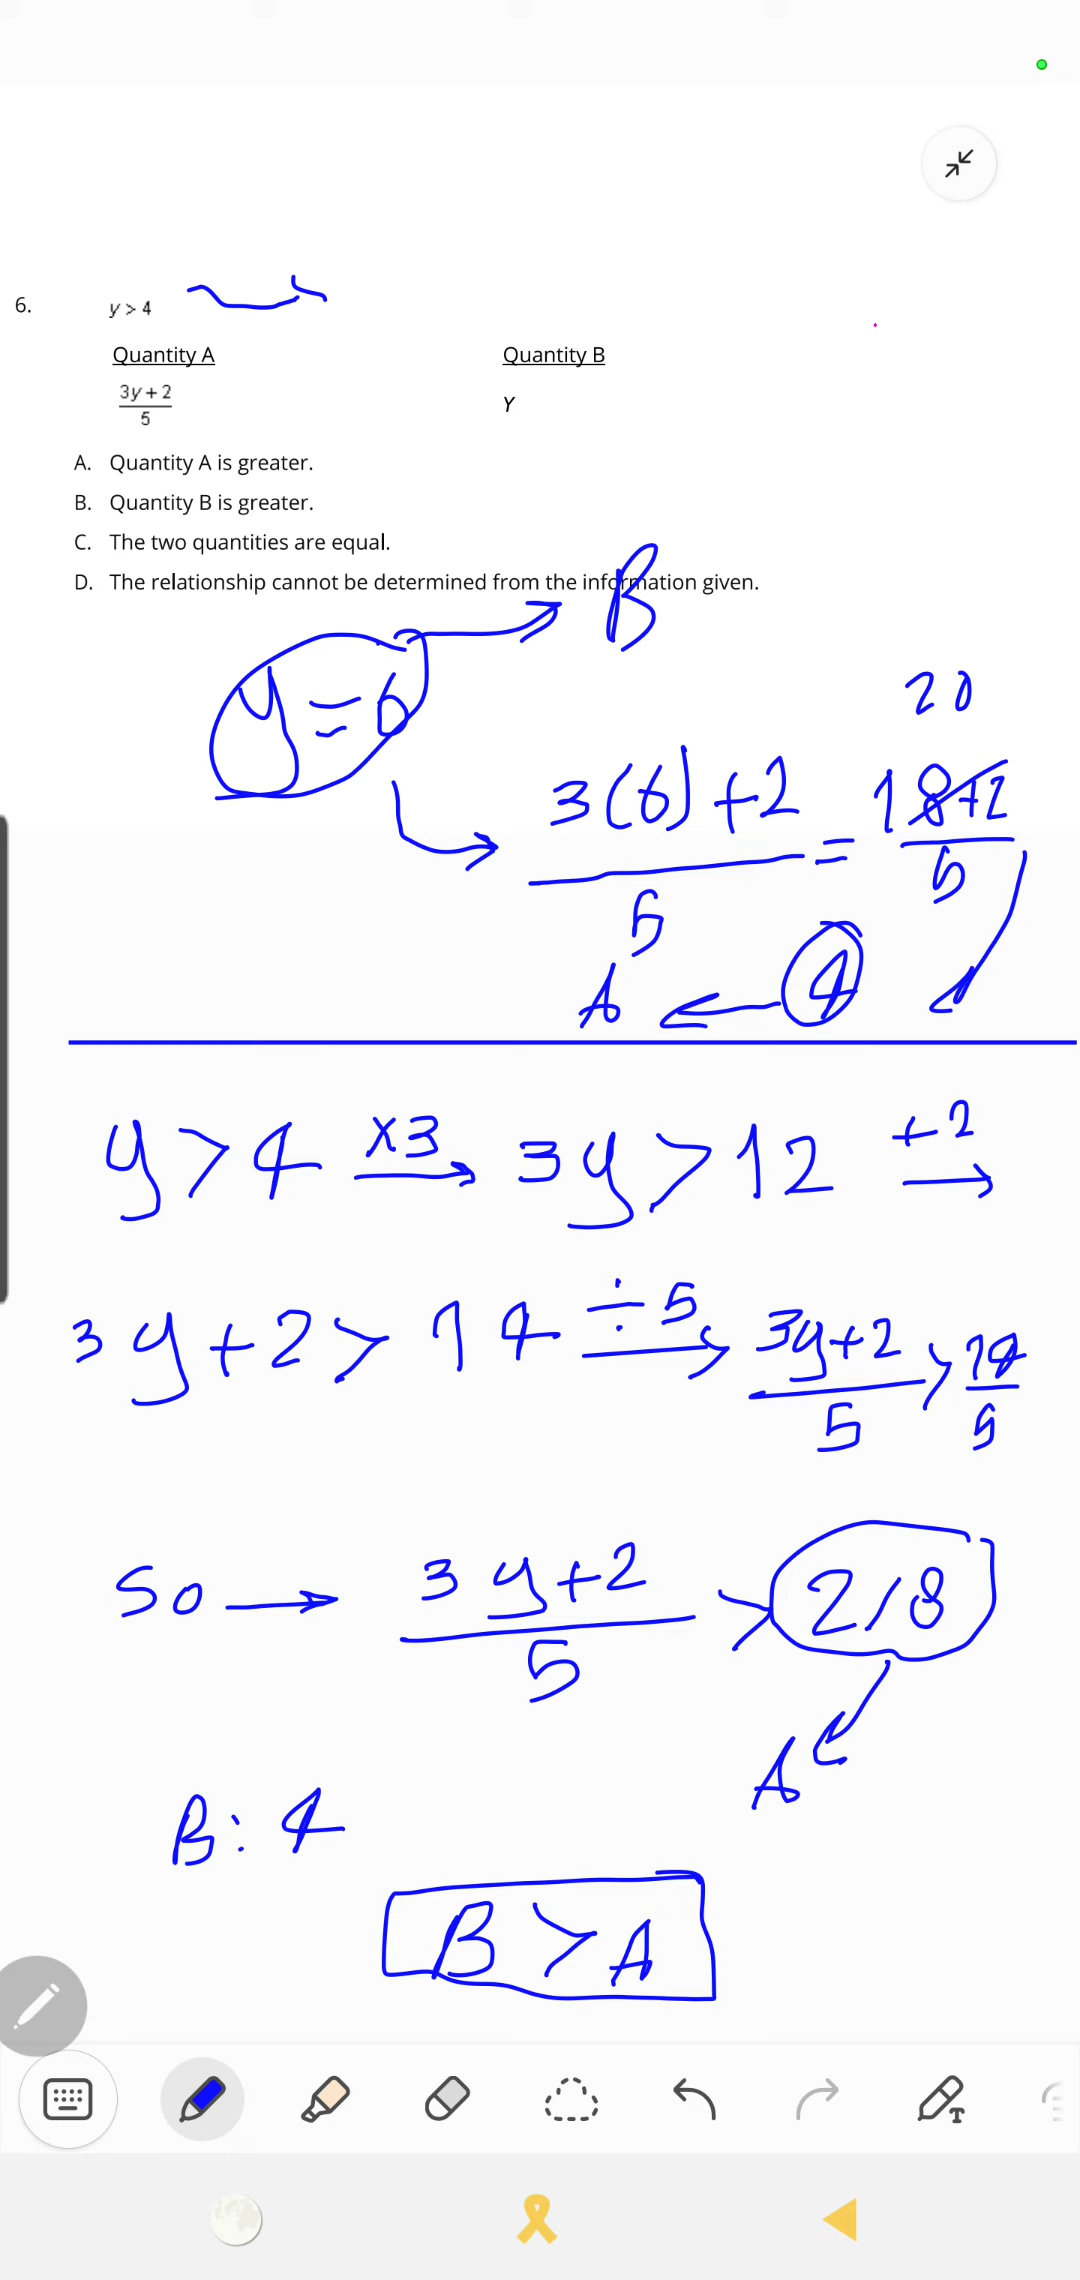 6. y > 4
Quantity A Quantity B
3y + 2 / 5 Y
A. Quantity A is greater.
B. Quantity B is greater.
C. The two quantities are equal.
D. The relationship cannot be determined from the information given.
y = 6 → B
20
3(6) + 2 / 5 = 18+2 / 5
A ← 4
y > 4 ×3 → 3y > 12 +2 →
3y + 2 > 14 ÷5 → 3y+2 / 5 > 14 / 5
So → 3y+2 / 5 > 2/8
A
B: 4
B > A
T